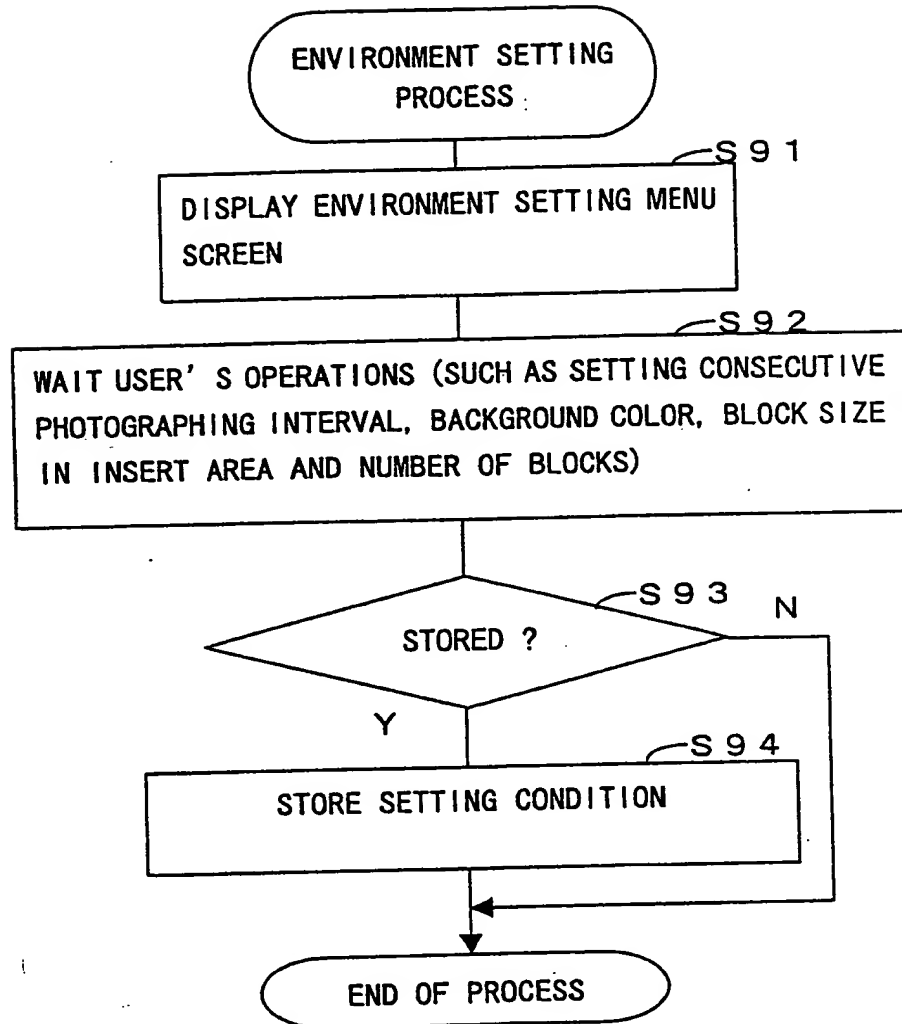 ENVIRONMENT SETTING
PROCESS
S91
DISPLAY ENVIRONMENT SETTING MENU
SCREEN
S92
WAIT USER'S OPERATIONS (SUCH AS SETTING CONSECUTIVE
PHOTOGRAPHING INTERVAL, BACKGROUND COLOR, BLOCK SIZE
IN INSERT AREA AND NUMBER OF BLOCKS)
S93
N
STORED ?
Y
S94
STORE SETTING CONDITION
END OF PROCESS